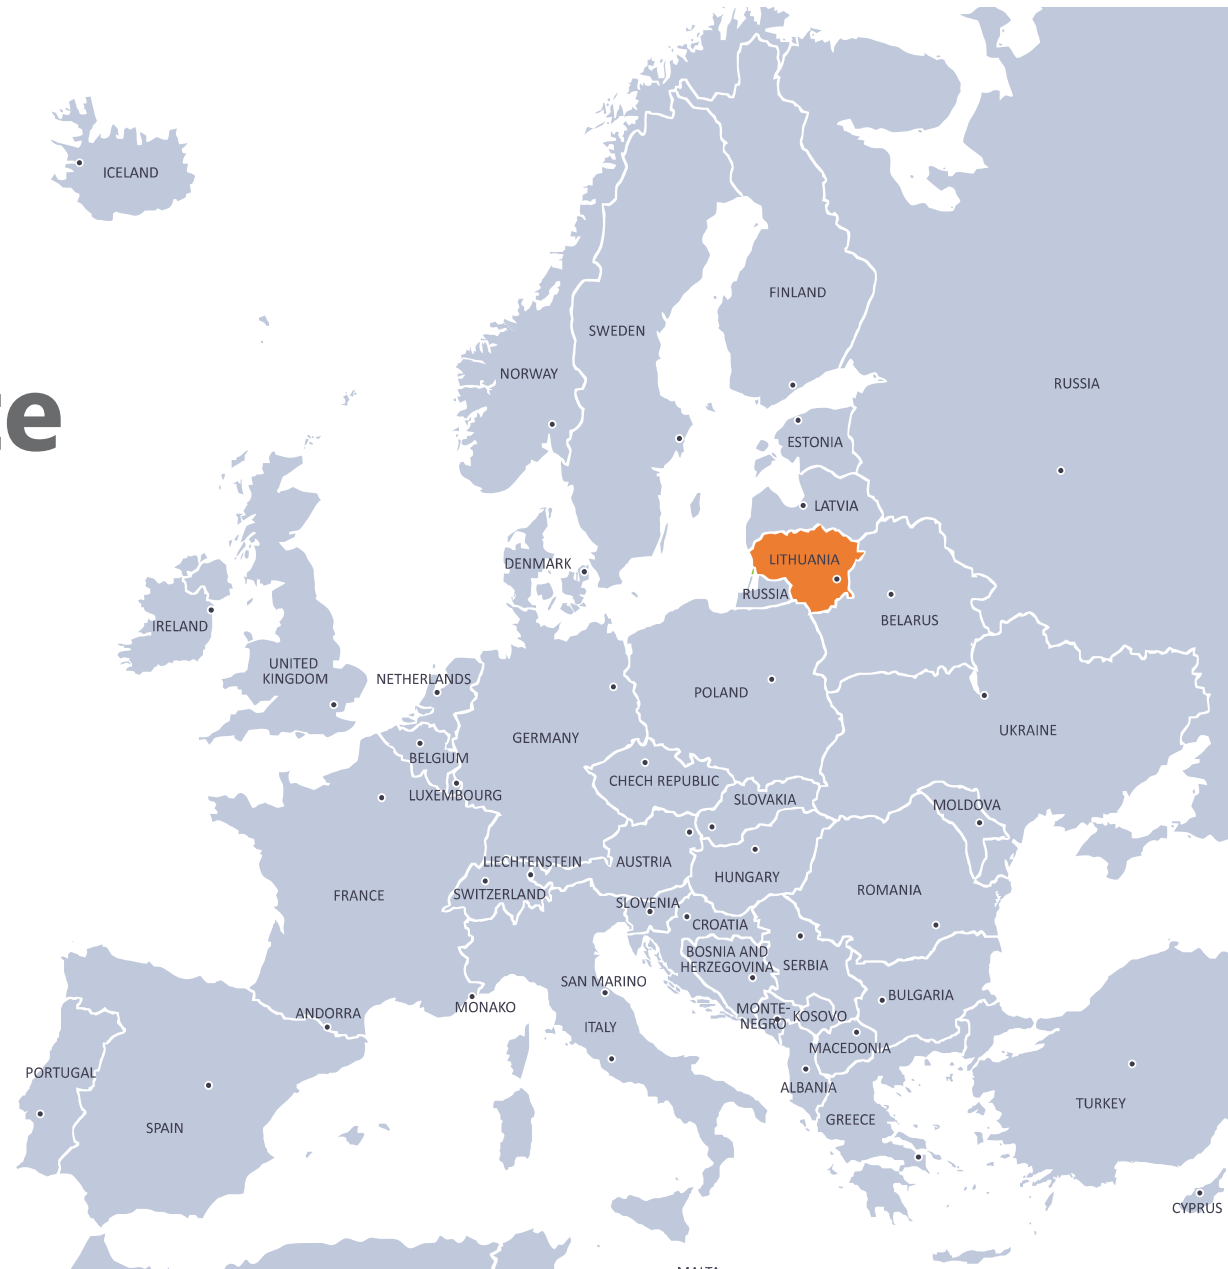 ICELAND
FINLAND
SWEDEN
NORWAY
RUSSIA
te
ESTONIA
LATVIA
LITHUANIA
DENMARK
RUSSIA
BELARUS
IRELAND
UNITED
KINGDOM
NETHERLANDS
POLAND
UKRAINE
GERMANY
BELGIUM
CHECH REPUBLIC
LUXEMBOURG
SLOVAKIA
MOLDOVA
LIECHTENSTEIN
AUSTRIA
HUNGARY
ROMANIA
FRANCE
SWITZERLAND
SLOVENIA
CROATIA
BOSNIA AND
HERZEGOVINA
SERBIA
SAN MARINO
BULGARIA
MONAKO
MONTE-
NEGRO
KOSOVO
ANDORRA
ITALY
MACEDONIA
PORTUGAL
ALBANIA
TURKEY
SPAIN
GREECE
CYPRUS